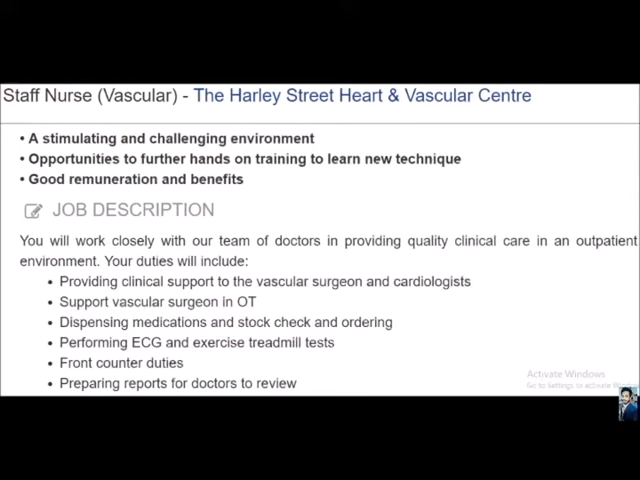 Staff Nurse (Vascular) - The Harley Street Heart & Vascular Centre
• A stimulating and challenging environment
• Opportunities to further hands on training to learn new technique
• Good remuneration and benefits
JOB DESCRIPTION
You will work closely with our team of doctors in providing quality clinical care in an outpatient
environment. Your duties will include:
• Providing clinical support to the vascular surgeon and cardiologists
• Support vascular surgeon in OT
• Dispensing medications and stock check and ordering
• Performing ECG and exercise treadmill tests
• Front counter duties
• Preparing reports for doctors to review
Activate Windows
Go to Settings to activate